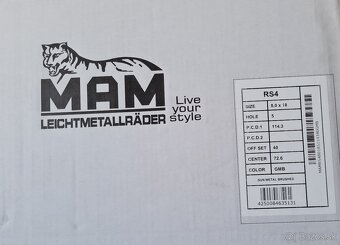 MAM
LEICHTMETALLRÄDER
Live
your
style
RS4
SIZE 8.0 x 18
HOLE 5
P.C.D.1 114.3
P.C.D.2
OFF SET 40
CENTER 72.6
COLOR GMB
GUN METAL BRUSHED
4250084635131